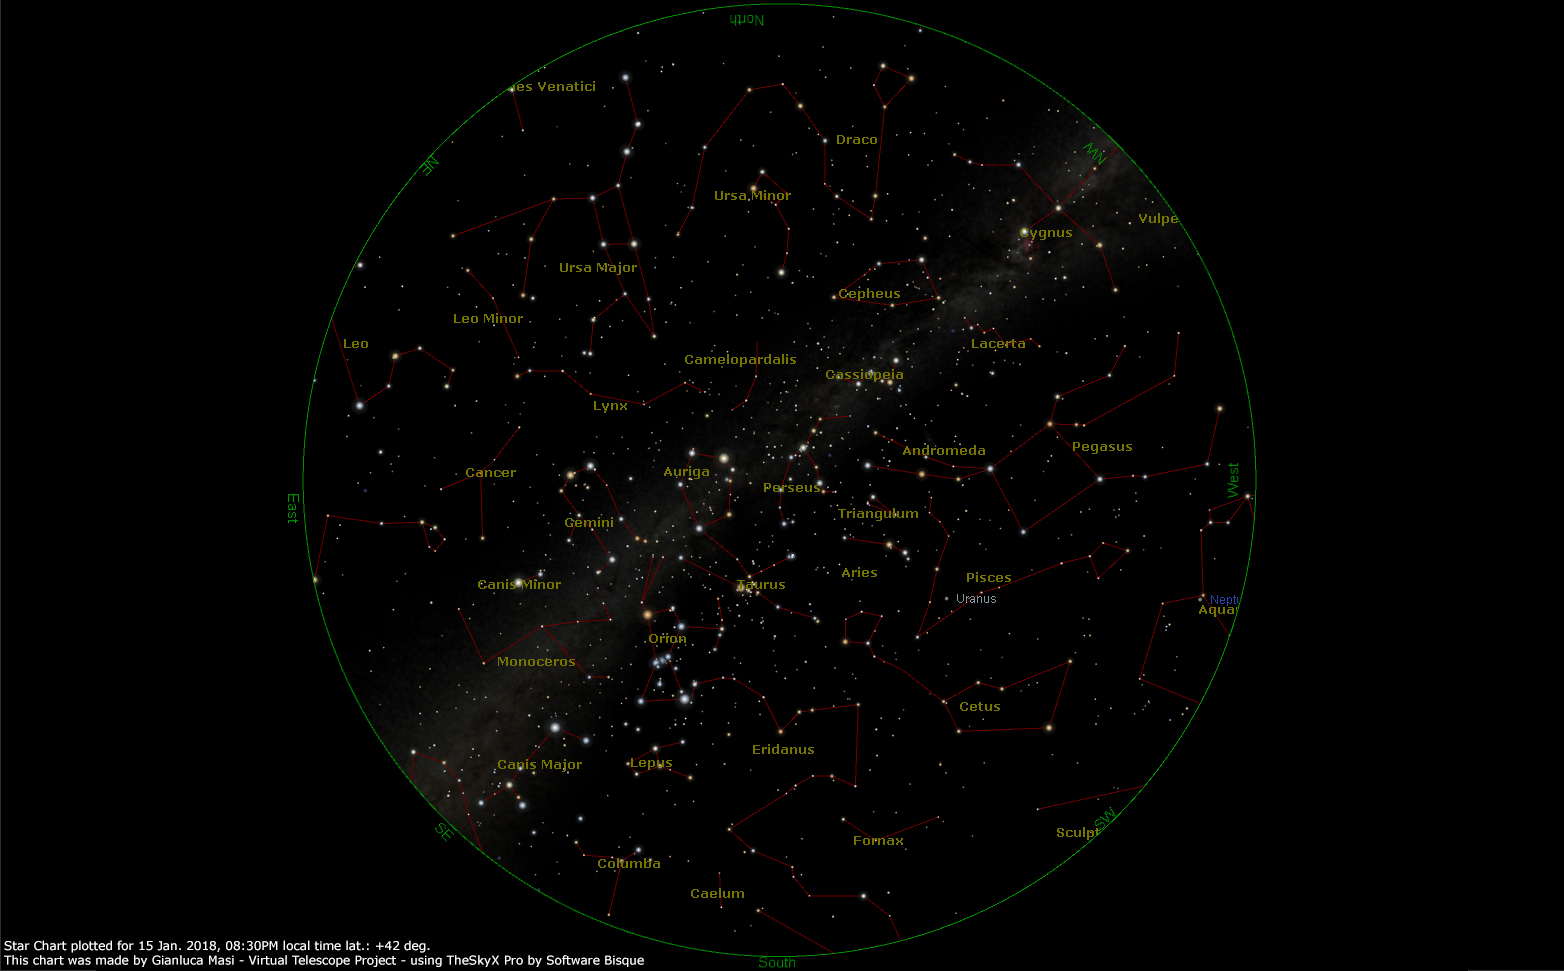 North
nes Venatici
Draco
NE
NW
Ursa Minor
Vulpe
Cygnus
Ursa Major
Cepheus
Leo Minor
Leo
Lacerta
Camelopardalis
Cassiopeia
Lynx
Andromeda
Pegasus
Cancer
Auriga
West
Perseus
East
Triangulum
Gemini
Aries
Pisces
Canis Minor
Taurus
Uranus
Neptu
Aquar
Orion
Monoceros
Cetus
Eridanus
Canis Major
Lepus
SE
SW
Sculpt
Fornax
Columba
Caelum
South
Star Chart plotted for 15 Jan. 2018, 08:30PM local time lat.: +42 deg.
This chart was made by Gianluca Masi - Virtual Telescope Project - using TheSkyX Pro by Software Bisque